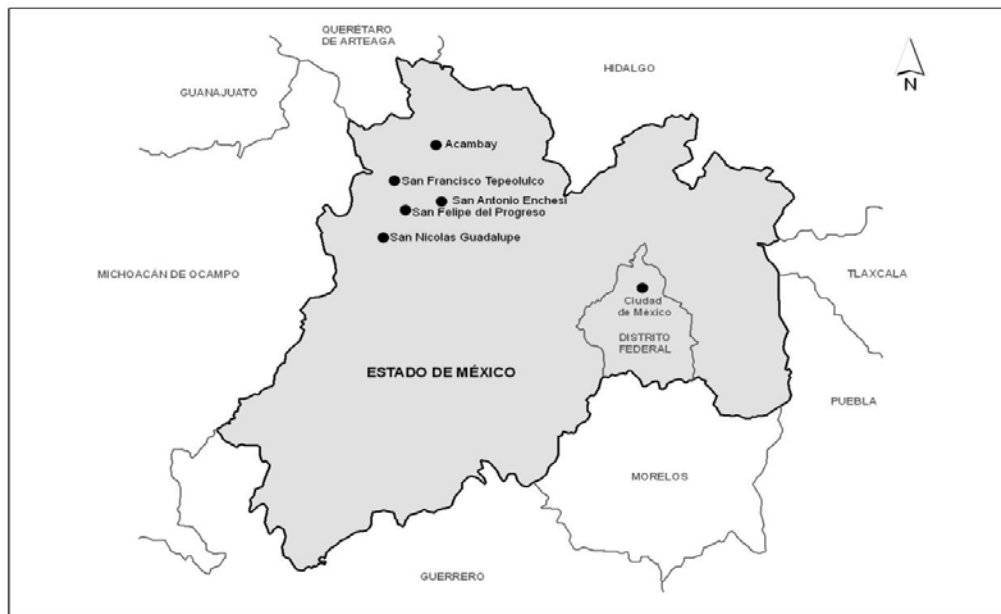 QUERÉTARO
DE ARTEAGA
HIDALGO
GUANAJUATO
N
Acambay
San Francisco Tepeolulco
San Antonio Enchesi
San Felipe del Progreso
San Nicolas Guadalupe
MICHOACÁN DE OCAMPO
TLAXCALA
Ciudad
de México
DISTRITO
FEDERAL
ESTADO DE MÉXICO
PUEBLA
MORELOS
GUERRERO